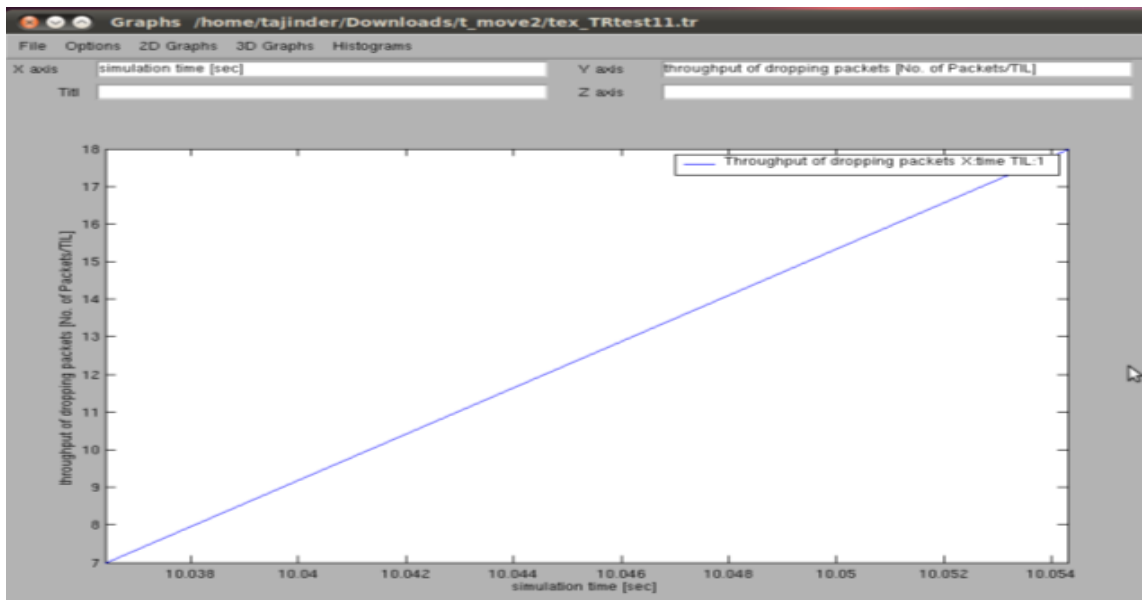 Graphs /home/tajinder/Downloads/t_move2/tex_TRtest11.tr
File Options 2D Graphs 3D Graphs Histograms
X axis simulation time [sec] Y axis throughput of dropping packets [No. of Packets/TIL]
Titl Z axis
Throughput of dropping packets X:time TIL:1
throughput of dropping packets [No. of Packets/TIL]
18
17
16
15
14
13
12
11
10
9
8
7
10.038 10.04 10.042 10.044 10.046 10.048 10.05 10.052 10.054
simulation time [sec]